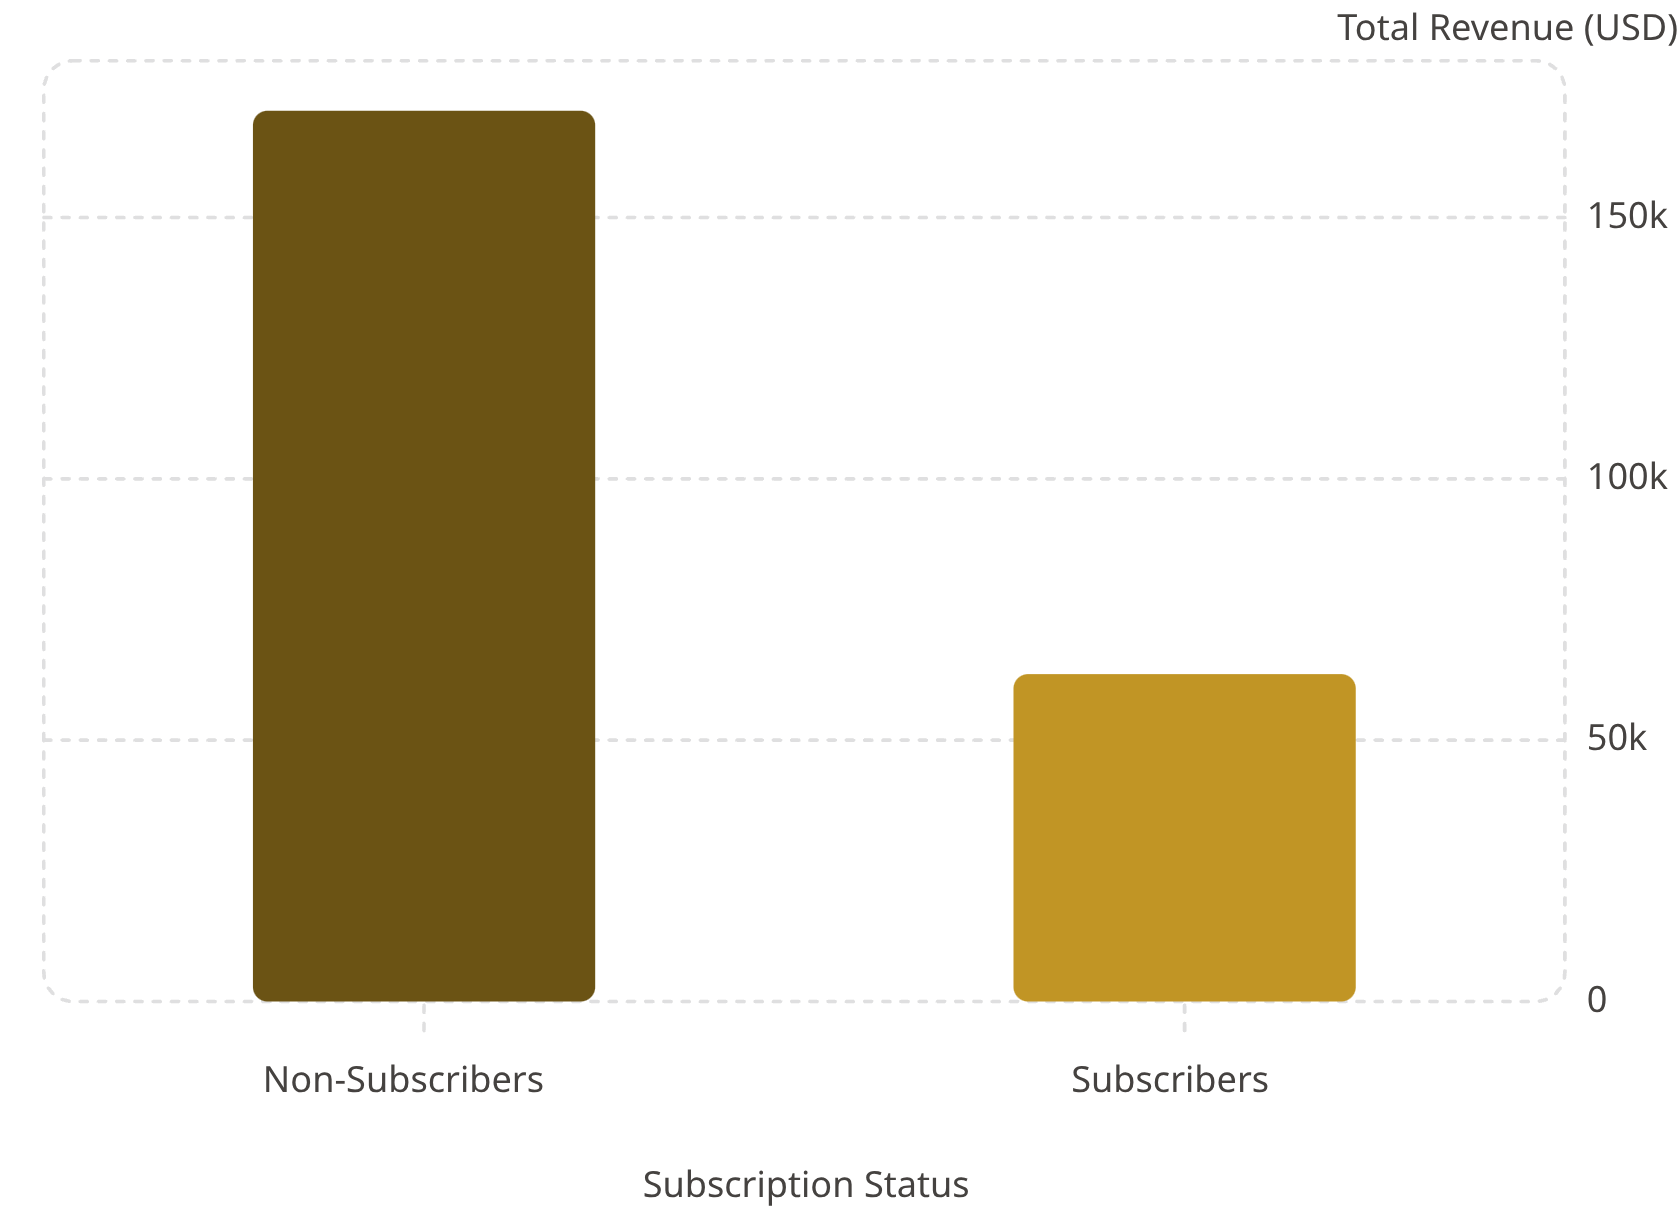 Total Revenue (USD)
150k
100k
50k
0
Non-Subscribers
Subscribers
Subscription Status